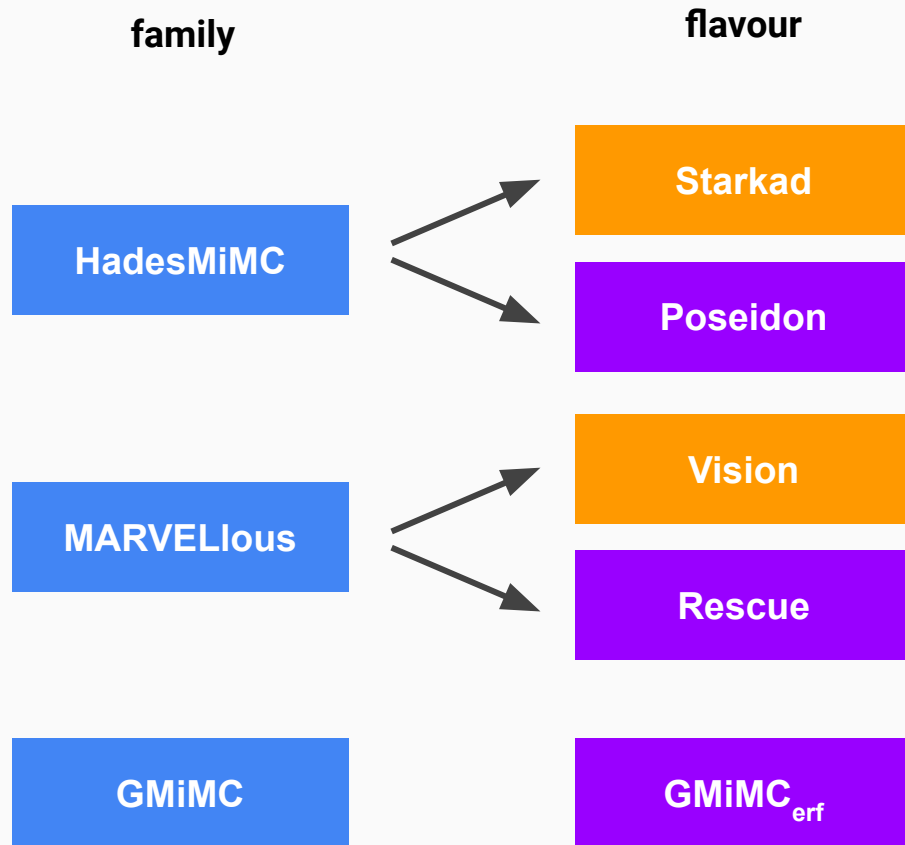 family
flavour
HadesMiMC
Starkad
Poseidon
MARVELlous
Vision
Rescue
GMiMC
GMiMCerf